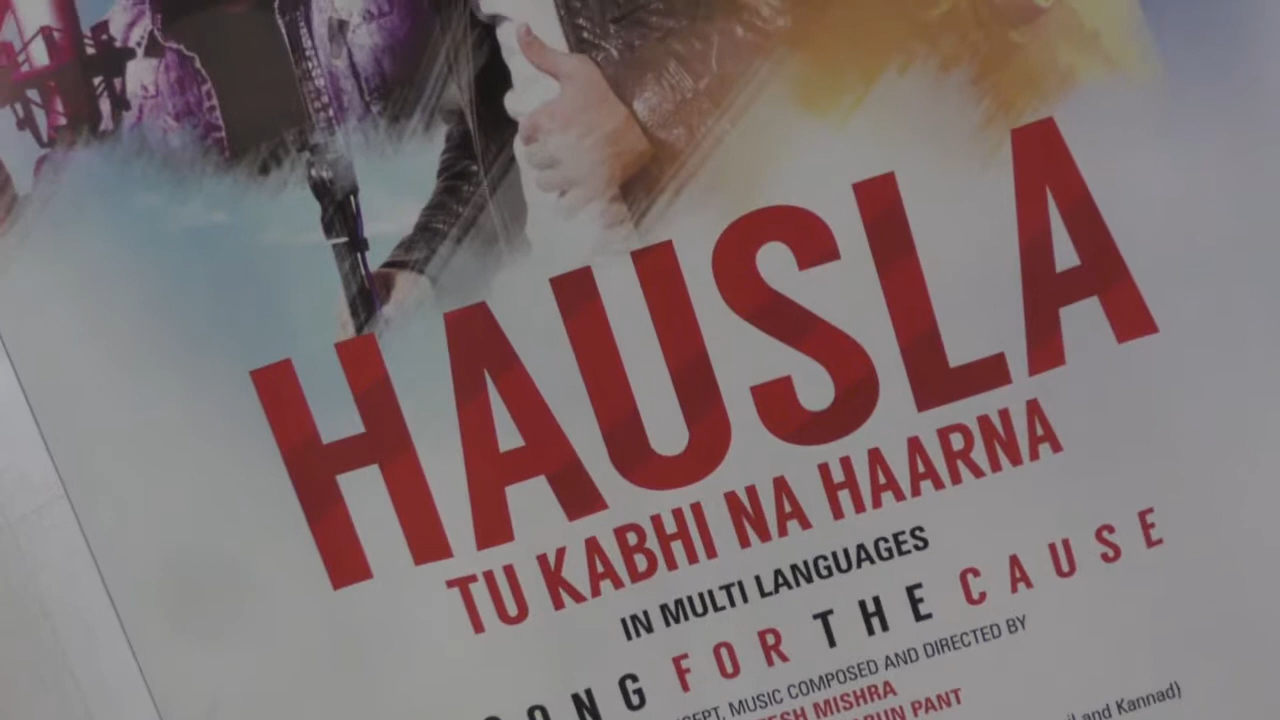 HAUSLA
TU KABHI NA HAARNA
IN MULTI LANGUAGES
FOR THE CAUSE
MUSIC COMPOSED AND DIRECTED BY
MISHRA
PANT
and Kannad)